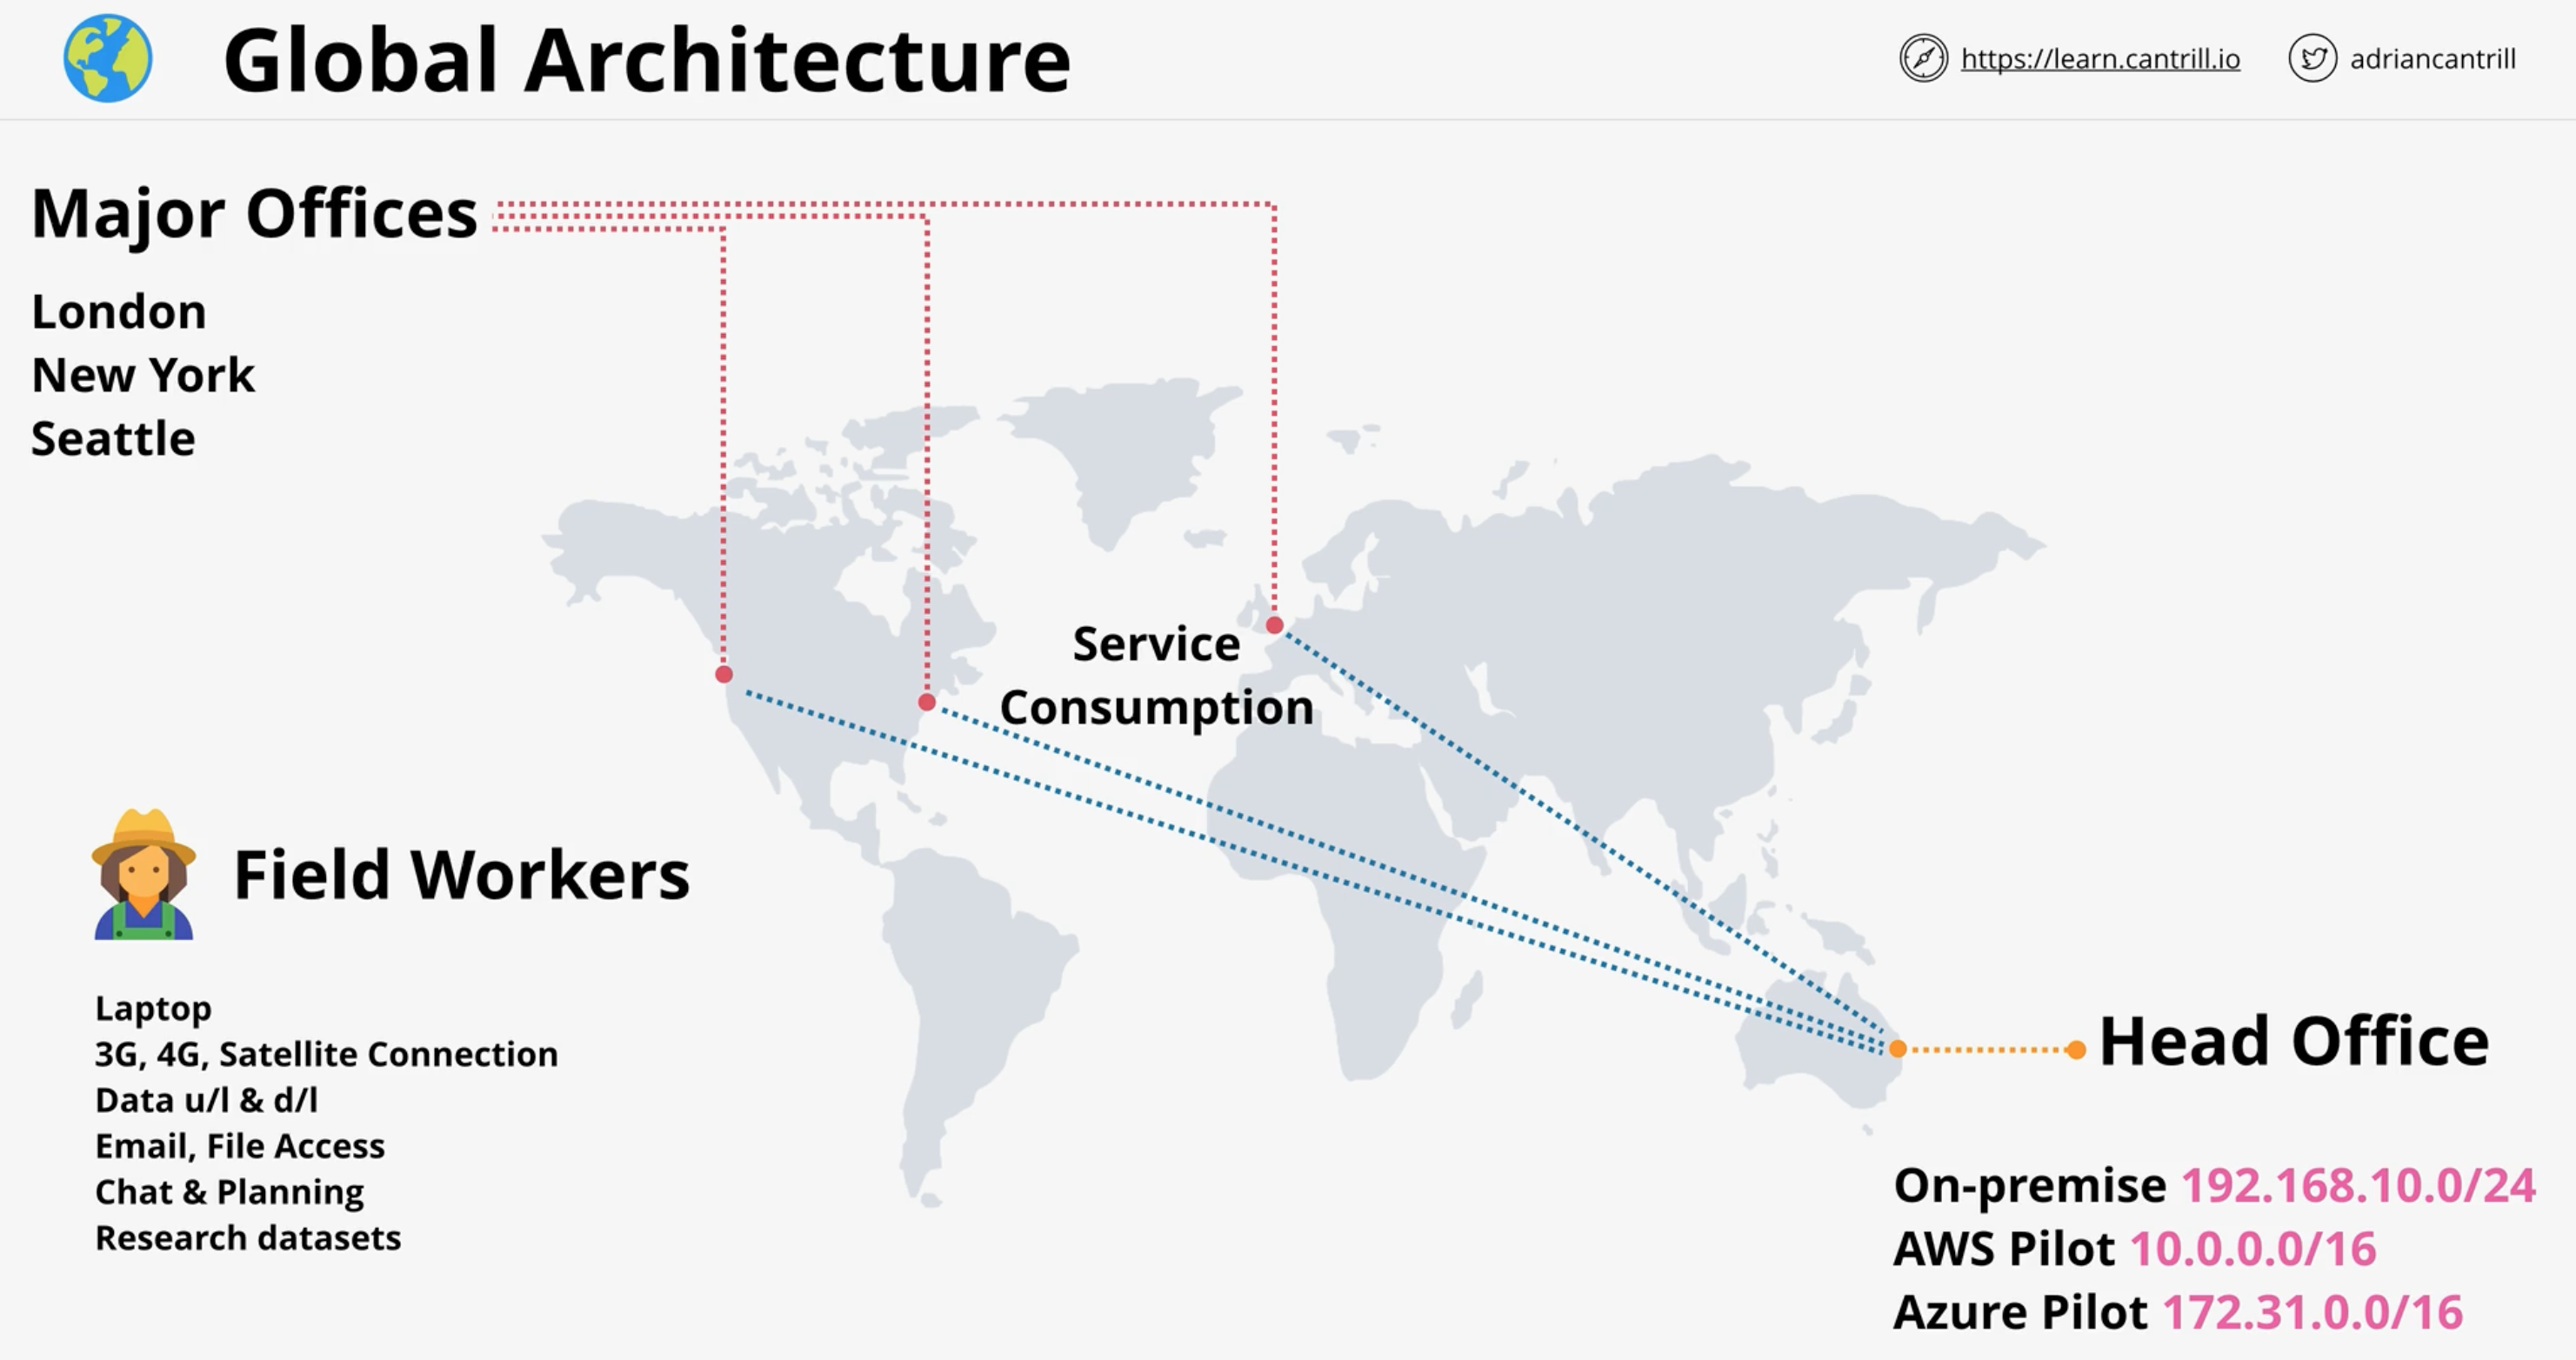 Global Architecture
https://learn.cantrill.io
adriancantrill
Major Offices
London
New York
Seattle
Service
Consumption
Field Workers
Laptop
3G, 4G, Satellite Connection
Data u/l & d/l
Email, File Access
Chat & Planning
Research datasets
Head Office
On-premise 192.168.10.0/24
AWS Pilot 10.0.0.0/16
Azure Pilot 172.31.0.0/16